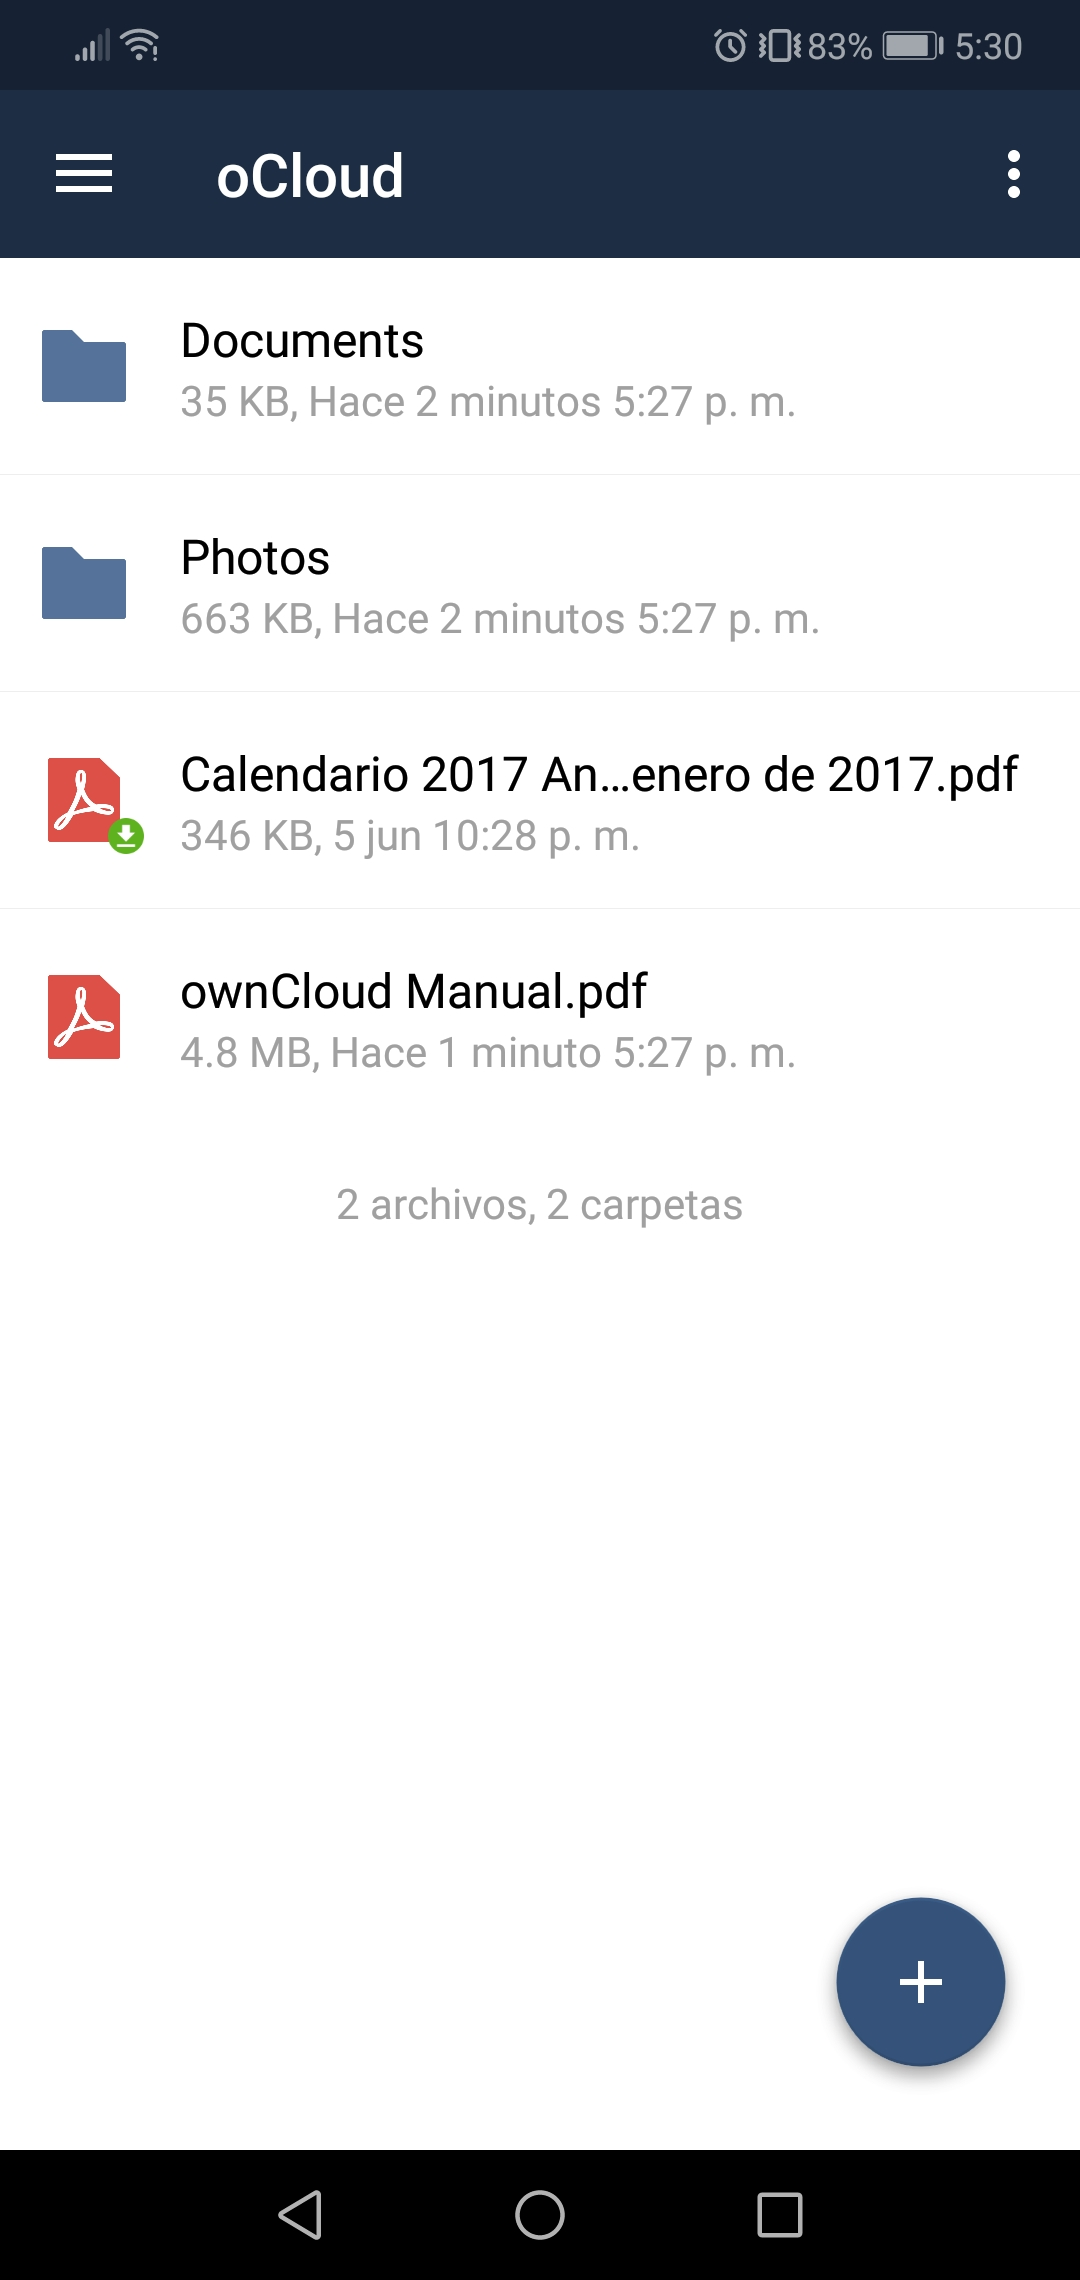 83% 5:30
oCloud
Documents
35 KB, Hace 2 minutos 5:27 p. m.
Photos
663 KB, Hace 2 minutos 5:27 p. m.
Calendario 2017 An...enero de 2017.pdf
346 KB, 5 jun 10:28 p. m.
ownCloud Manual.pdf
4.8 MB, Hace 1 minuto 5:27 p. m.
2 archivos, 2 carpetas